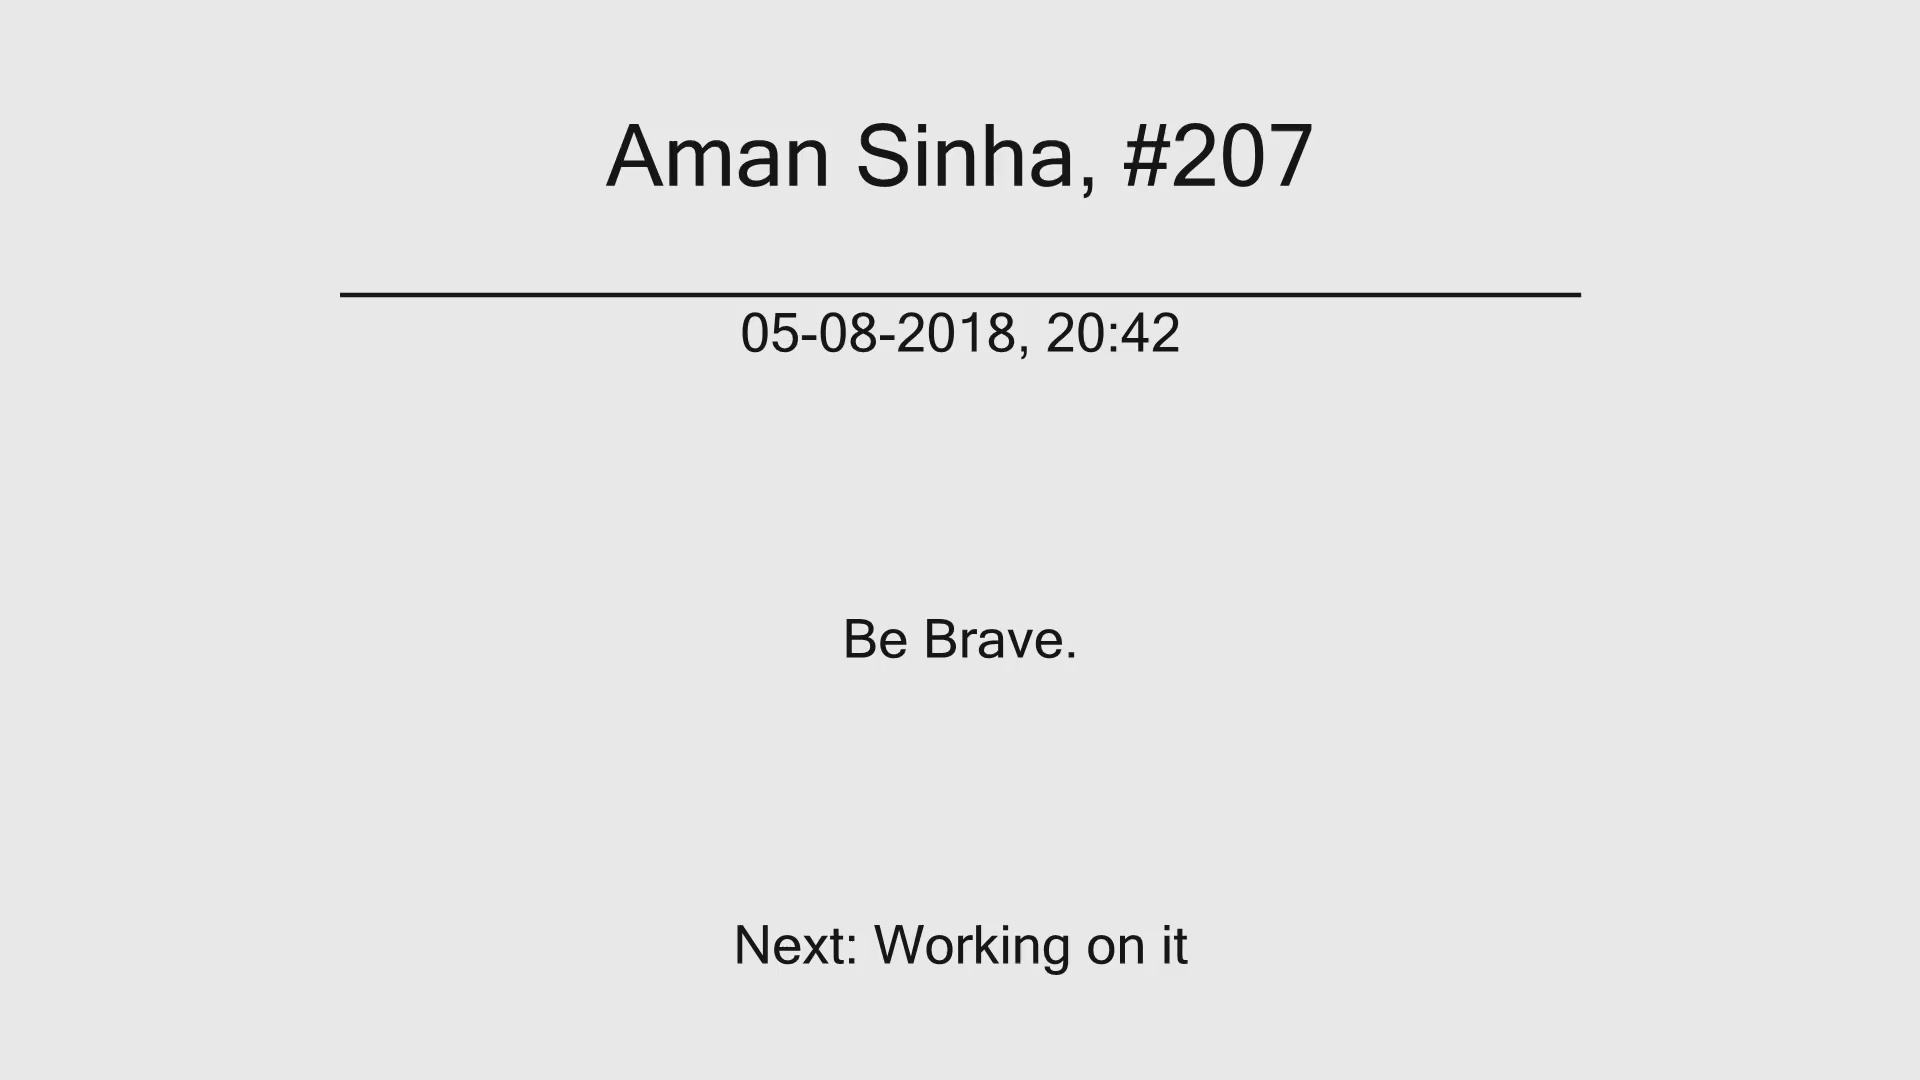 Aman Sinha, #207
05-08-2018, 20:42
Be Brave.
Next: Working on it